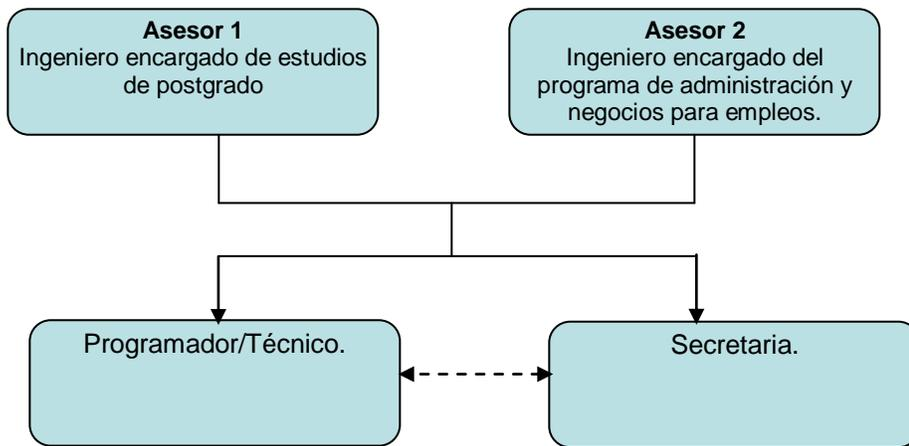 Asesor 1
Ingeniero encargado de estudios
de postgrado
Asesor 2
Ingeniero encargado del
programa de administración y
negocios para empleos.
Programador/Técnico.
Secretaria.